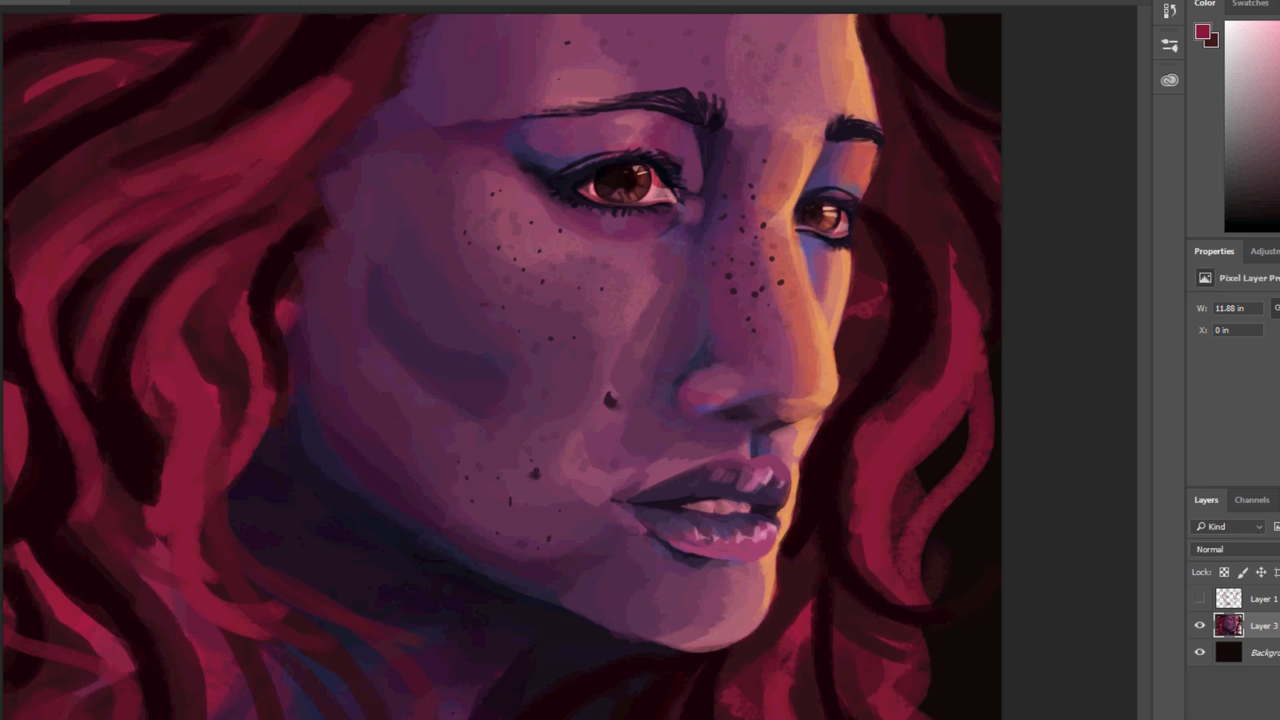 Color Swatches
Properties Adjustm
Pixel Layer Pr
W: 11.88 in
X: 0 in
Layers Channels
Kind
Normal
Lock:
Layer 1
Layer 3
Backgro